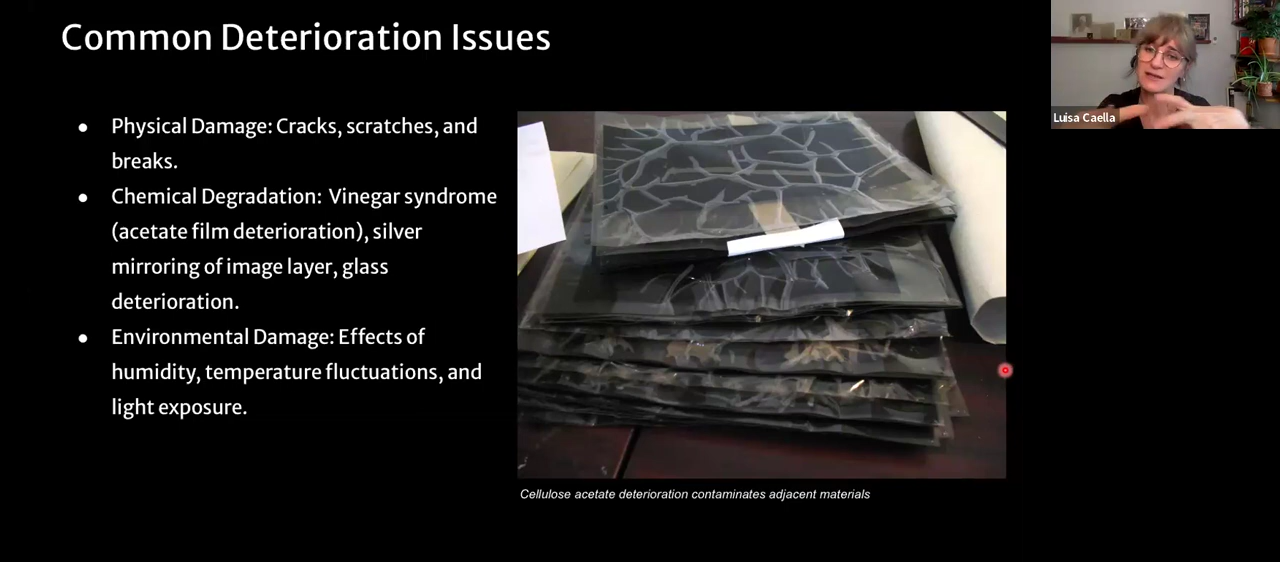 Common Deterioration Issues
● Physical Damage: Cracks, scratches, and
breaks.
● Chemical Degradation: Vinegar syndrome
(acetate film deterioration), silver
mirroring of image layer, glass
deterioration.
● Environmental Damage: Effects of
humidity, temperature fluctuations, and
light exposure.
Cellulose acetate deterioration contaminates adjacent materials
Luisa Caella